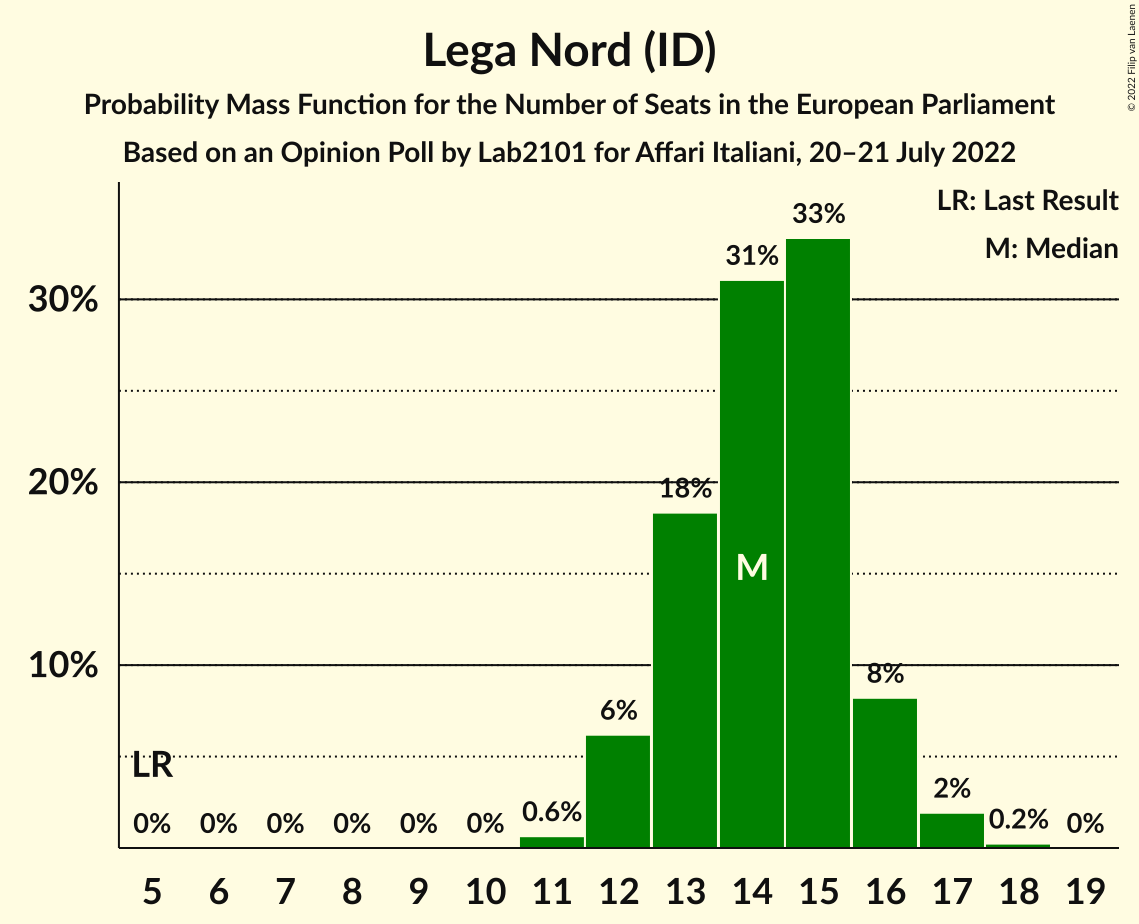 Lega Nord (ID)
Probability Mass Function for the Number of Seats in the European Parliament
Based on an Opinion Poll by Lab2101 for Affari Italiani, 20–21 July 2022
© 2022 Filip van Laenen
LR: Last Result
M: Median
33%
31%
30%
20%
18%
M
10%
8%
6%
LR
2%
0% 0% 0% 0% 0% 0% 0.6% 0.2% 0%
5 6 7 8 9 10 11 12 13 14 15 16 17 18 19